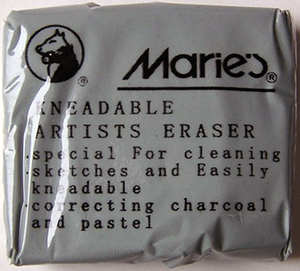 ® Marie's®
KNEADABLE
ARTISTS ERASER
·special For cleaning
sketches and Easily
kneadable
·correcting charcoal
and pastel